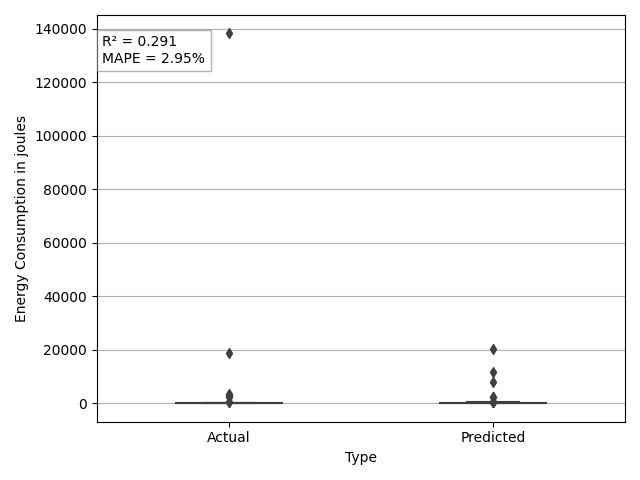 140000
R² = 0.291
MAPE = 2.95%
120000
100000
80000
60000
40000
20000
0
Energy Consumption in joules
Actual
Predicted
Type